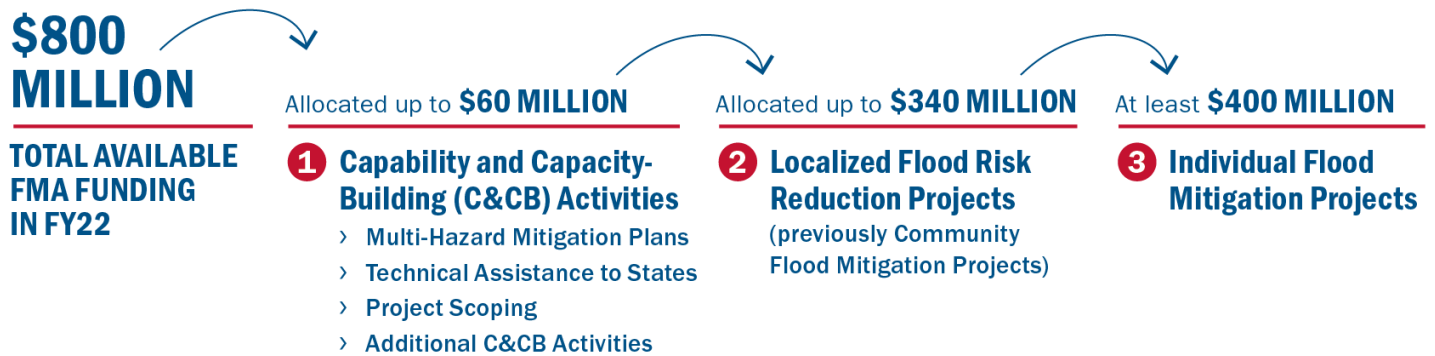 $800
MILLION
TOTAL AVAILABLE
FMA FUNDING
IN FY22
Allocated up to $60 MILLION
1 Capability and Capacity-
Building (C&CB) Activities
› Multi-Hazard Mitigation Plans
› Technical Assistance to States
› Project Scoping
› Additional C&CB Activities
Allocated up to $340 MILLION
2 Localized Flood Risk
Reduction Projects
(previously Community
Flood Mitigation Projects)
At least $400 MILLION
3 Individual Flood
Mitigation Projects